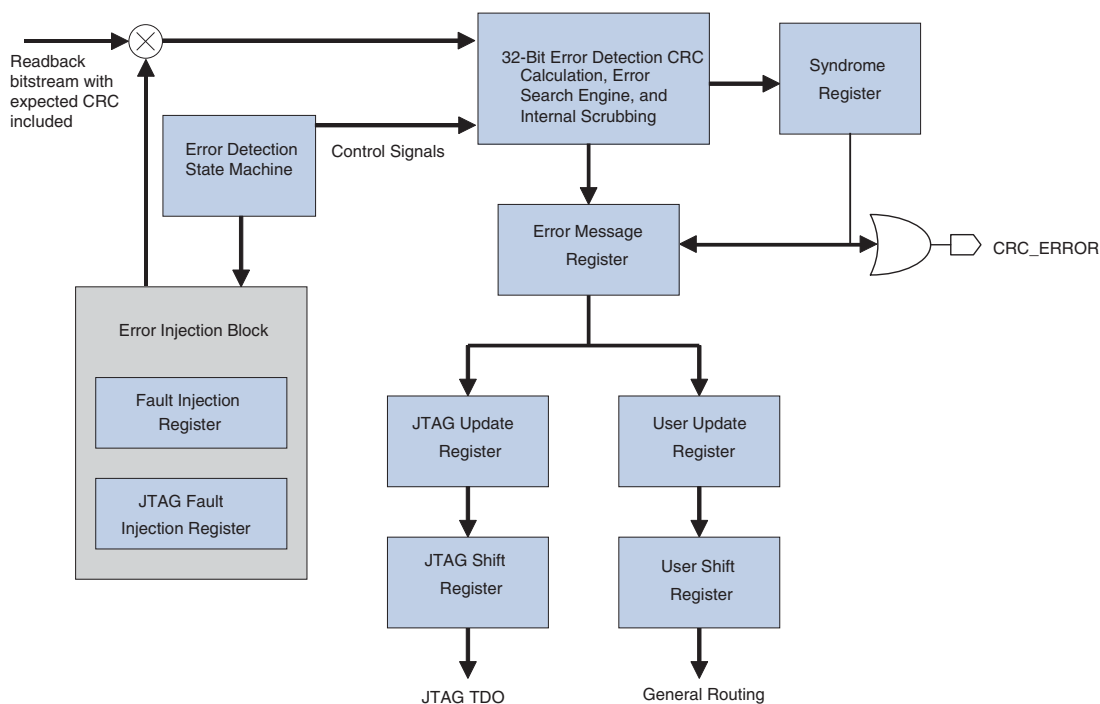 Readback
bitstream with
expected CRC
included
32-Bit Error Detection CRC
Calculation, Error
Search Engine, and
Internal Scrubbing
Syndrome
Register
Error Detection
State Machine
Control Signals
Error Message
Register
CRC_ERROR
Error Injection Block
Fault Injection
Register
JTAG Fault
Injection Register
JTAG Update
Register
User Update
Register
JTAG Shift
Register
User Shift
Register
JTAG TDO
General Routing